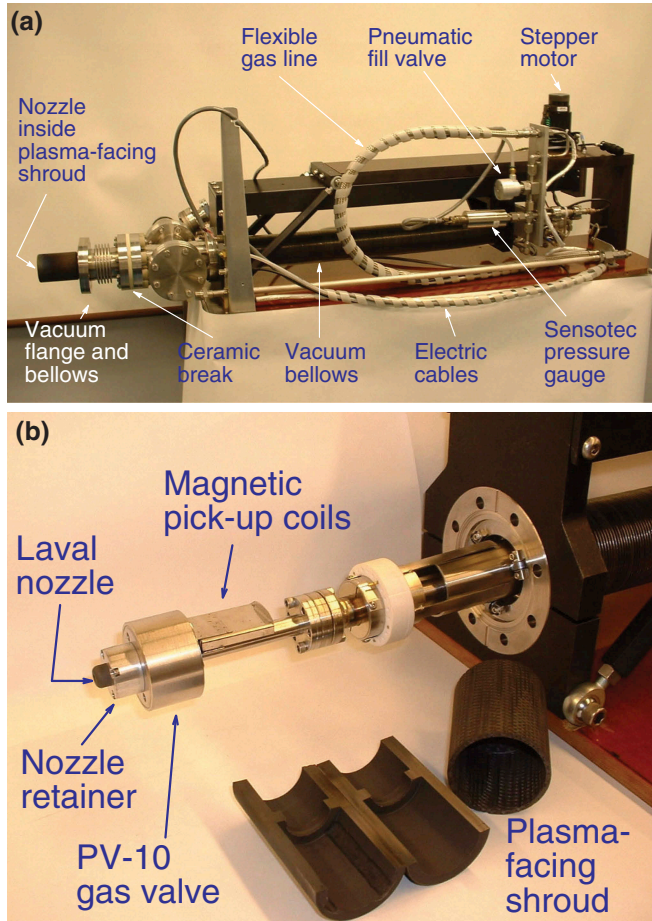 (a)
Flexible
gas line
Pneumatic
fill valve
Stepper
motor
Nozzle
inside
plasma-facing
shroud
Vacuum
flange and
bellows
Ceramic
break
Vacuum
bellows
Electric
cables
Sensotec
pressure
gauge
(b)
Magnetic
pick-up coils
Laval
nozzle
Nozzle
retainer
PV-10
gas valve
Plasma-
facing
shroud